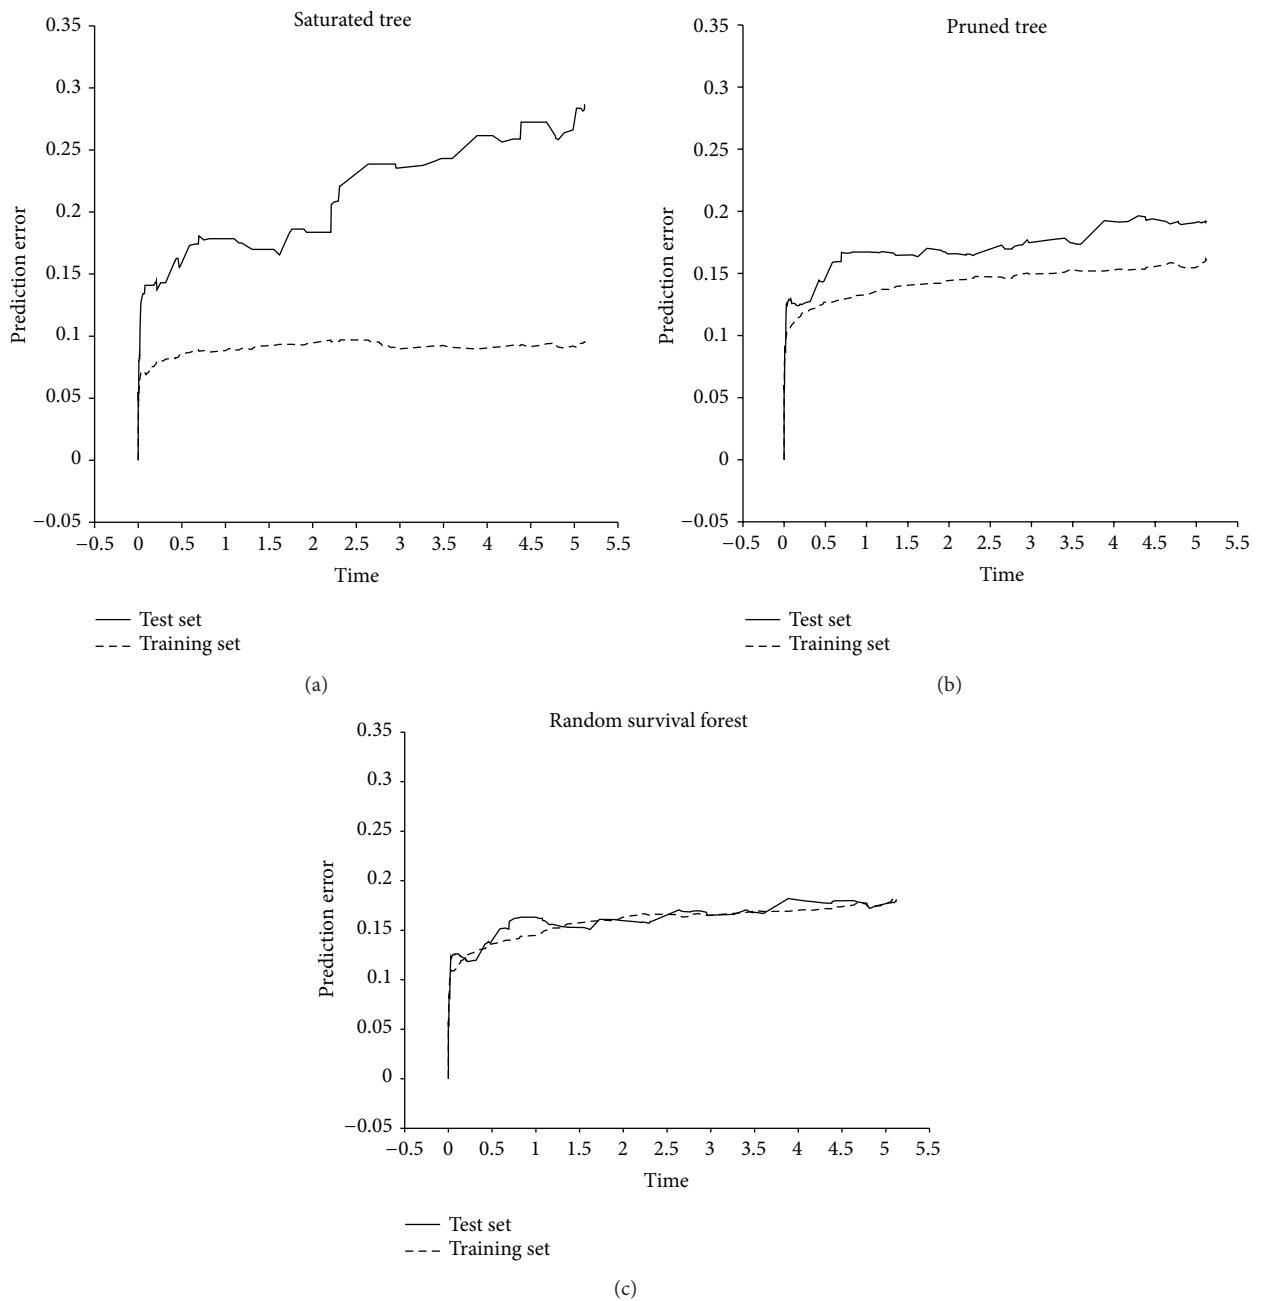 Saturated tree
0.35
0.3
0.25
0.2
0.15
0.1
0.05
0
−0.05
Prediction error
−0.5 0 0.5 1 1.5 2 2.5 3 3.5 4 4.5 5 5.5
Time
Test set
Training set
(a)
Pruned tree
0.35
0.3
0.25
0.2
0.15
0.1
0.05
0
−0.05
Prediction error
−0.5 0 0.5 1 1.5 2 2.5 3 3.5 4 4.5 5 5.5
Time
Test set
Training set
(b)
Random survival forest
0.35
0.3
0.25
0.2
0.15
0.1
0.05
0
−0.05
Prediction error
−0.5 0 0.5 1 1.5 2 2.5 3 3.5 4 4.5 5 5.5
Time
Test set
Training set
(c)